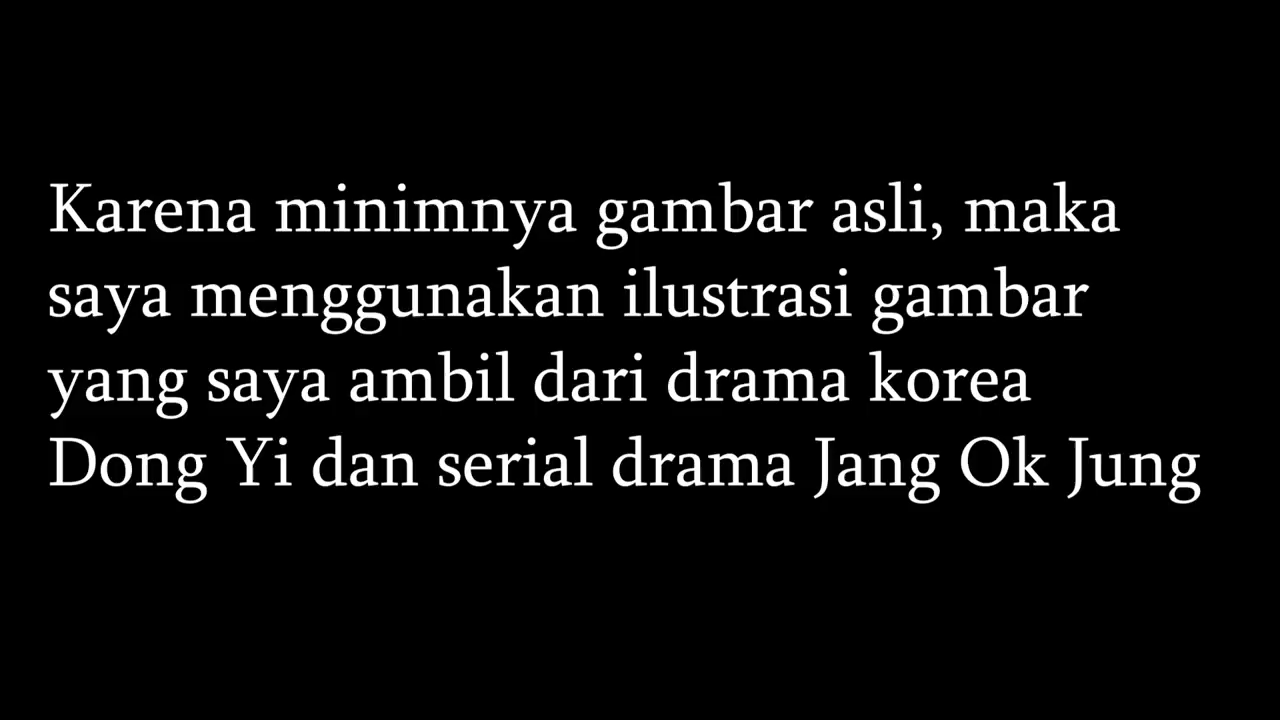 Karena minimnya gambar asli, maka
saya menggunakan ilustrasi gambar
yang saya ambil dari drama korea
Dong Yi dan serial drama Jang Ok Jung